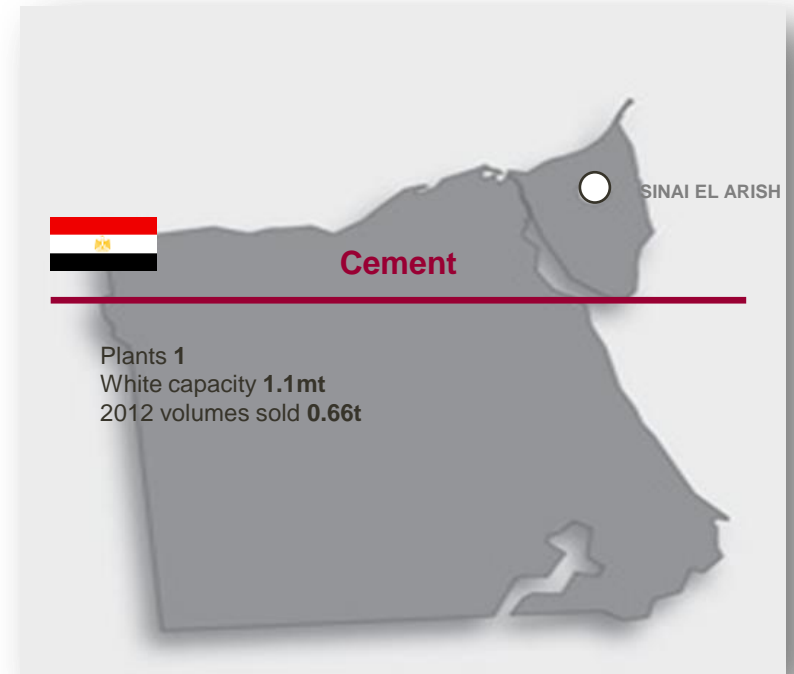 SINAI EL ARISH
Cement
Plants 1
White capacity 1.1mt
2012 volumes sold 0.66t